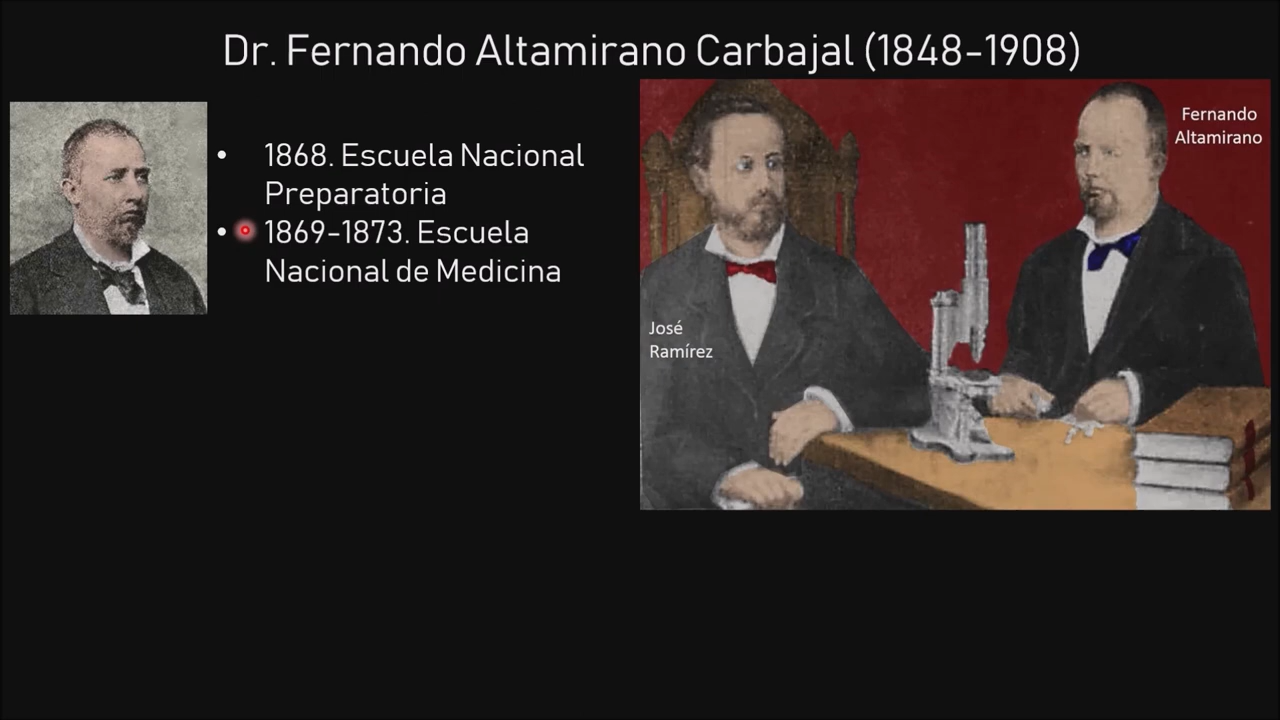 Dr. Fernando Altamirano Carbajal (1848-1908)
• 1868. Escuela Nacional
Preparatoria
• 1869-1873. Escuela
Nacional de Medicina
Fernando
Altamirano
José
Ramírez